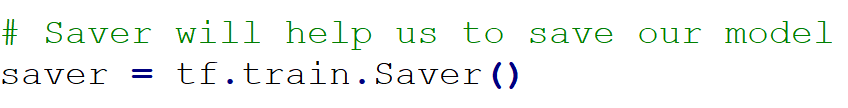 # Saver will help us to save our model
saver = tf.train.Saver()